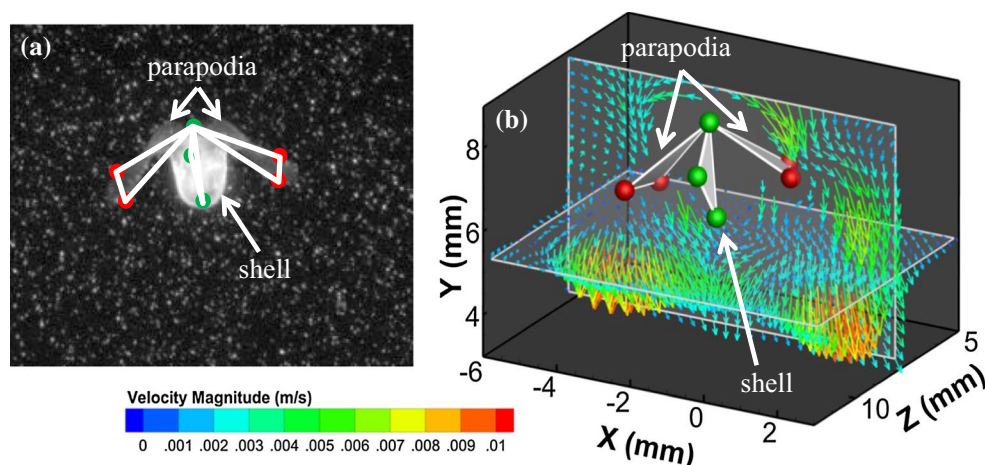 (a)
parapodia
shell
(b)
parapodia
shell
8
6
4
Y (mm)
-6
-4
-2
0
2
X (mm)
5
10
Z (mm)
Velocity Magnitude (m/s)
0 .001 .002 .003 .004 .005 .006 .007 .008 .009 .01